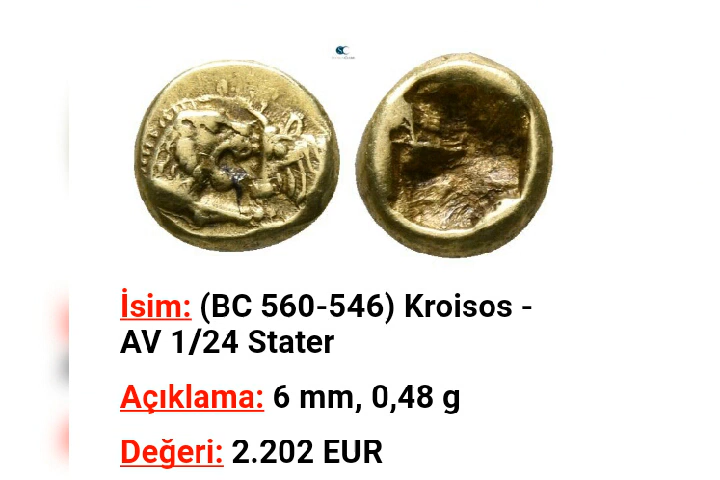 İsim: (BC 560-546) Kroisos -
AV 1/24 Stater
Açıklama: 6 mm, 0,48 g
Değeri: 2.202 EUR